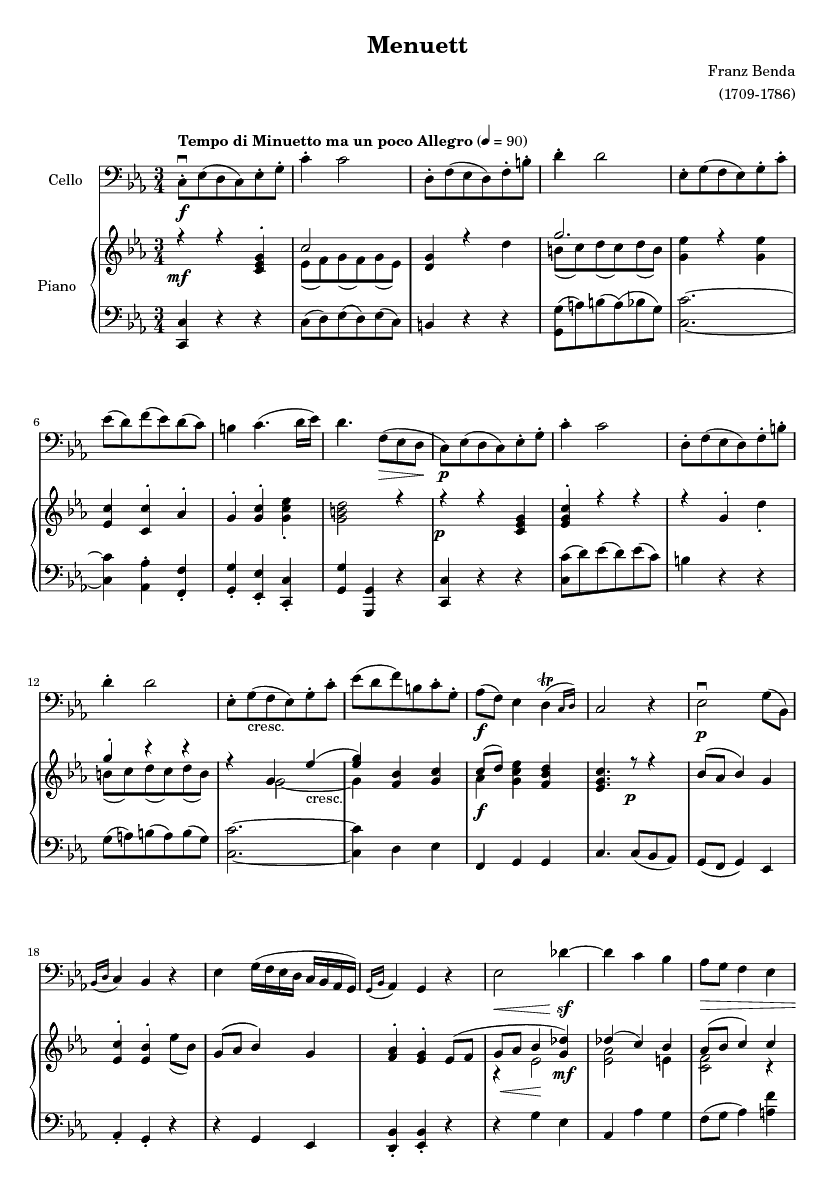 Menuett
Franz Benda
(1709-1786)
Tempo di Minuetto ma un poco Allegro (♩ = 90)
Cello
f
Piano
mf
6
p
p
12
cresc.
f
tr
p
cresc.
f
p
18
sf
mf